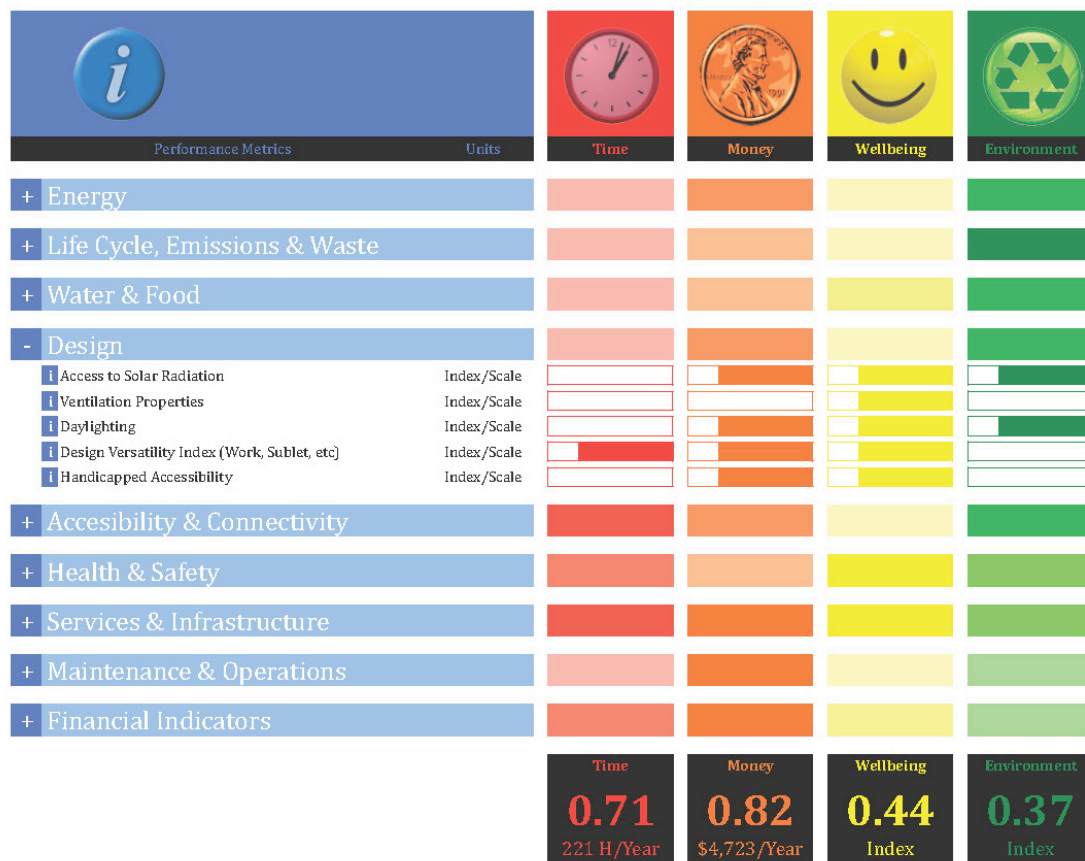 i
12
1991
Performance Metrics Units Time Money Wellbeing Environment
+ Energy
+ Life Cycle, Emissions & Waste
+ Water & Food
- Design
i Access to Solar Radiation Index/Scale
i Ventilation Properties Index/Scale
i Daylighting Index/Scale
i Design Versatility Index (Work, Sublet, etc) Index/Scale
i Handicapped Accessibility Index/Scale
+ Accesibility & Connectivity
+ Health & Safety
+ Services & Infrastructure
+ Maintenance & Operations
+ Financial Indicators
Time Money Wellbeing Environment
0.71 0.82 0.44 0.37
221 H/Year $4,723/Year Index Index